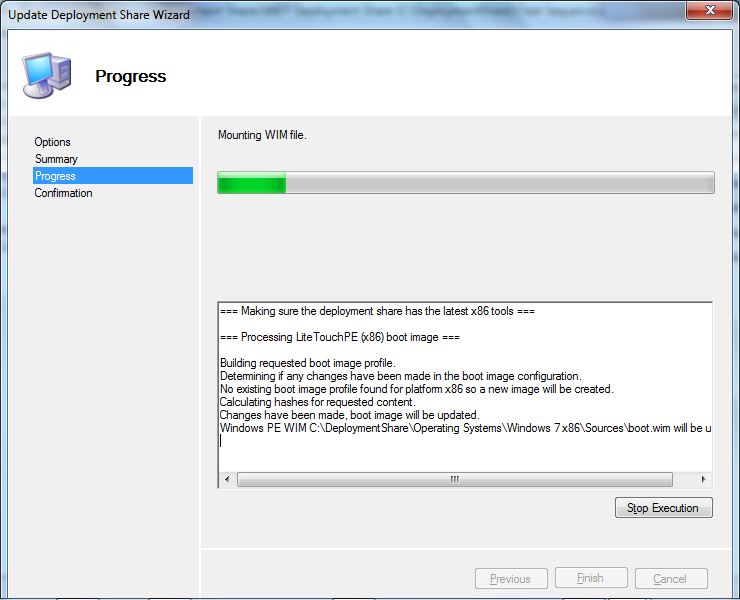 Update Deployment Share Wizard
Progress
Options
Summary
Progress
Confirmation
Mounting WIM file.
=== Making sure the deployment share has the latest x86 tools ===
=== Processing LiteTouchPE (x86) boot image ===
Building requested boot image profile.
Determining if any changes have been made in the boot image configuration.
No existing boot image profile found for platform x86 so a new image will be created.
Calculating hashes for requested content.
Changes have been made, boot image will be updated.
Windows PE WIM C:\DeploymentShare\Operating Systems\Windows 7 x86\Sources\boot.wim will be u
Stop Execution
Previous
Finish
Cancel